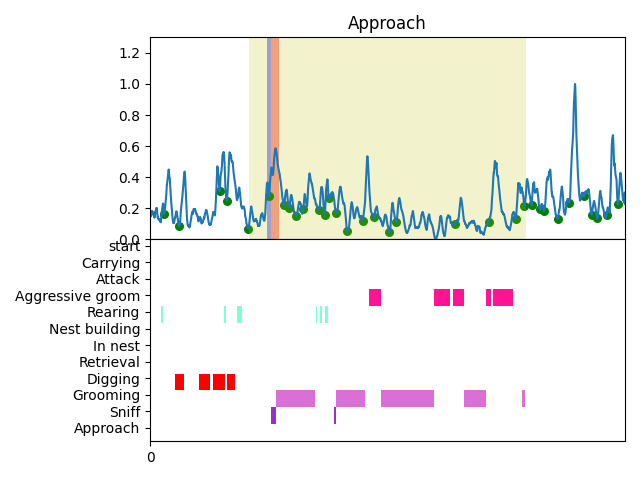 Approach
1.2
1.0
0.8
0.6
0.4
0.2
0.0
start
Carrying
Attack
Aggressive groom
Rearing
Nest building
In nest
Retrieval
Digging
Grooming
Sniff
Approach
0